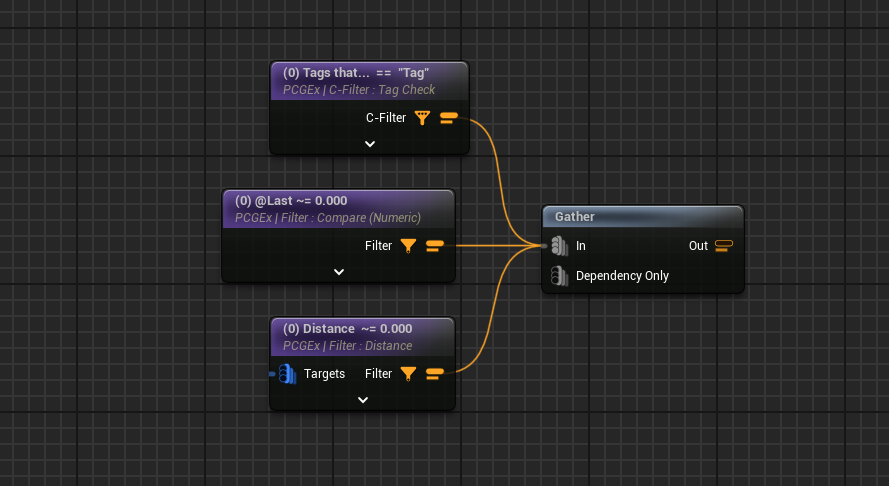 (0) Tags that... == "Tag"
PCGEx | C-Filter : Tag Check
C-Filter
(0) @Last ~= 0.000
PCGEx | Filter : Compare (Numeric)
Filter
Gather
In Out
Dependency Only
(0) Distance ~= 0.000
PCGEx | Filter : Distance
Targets Filter